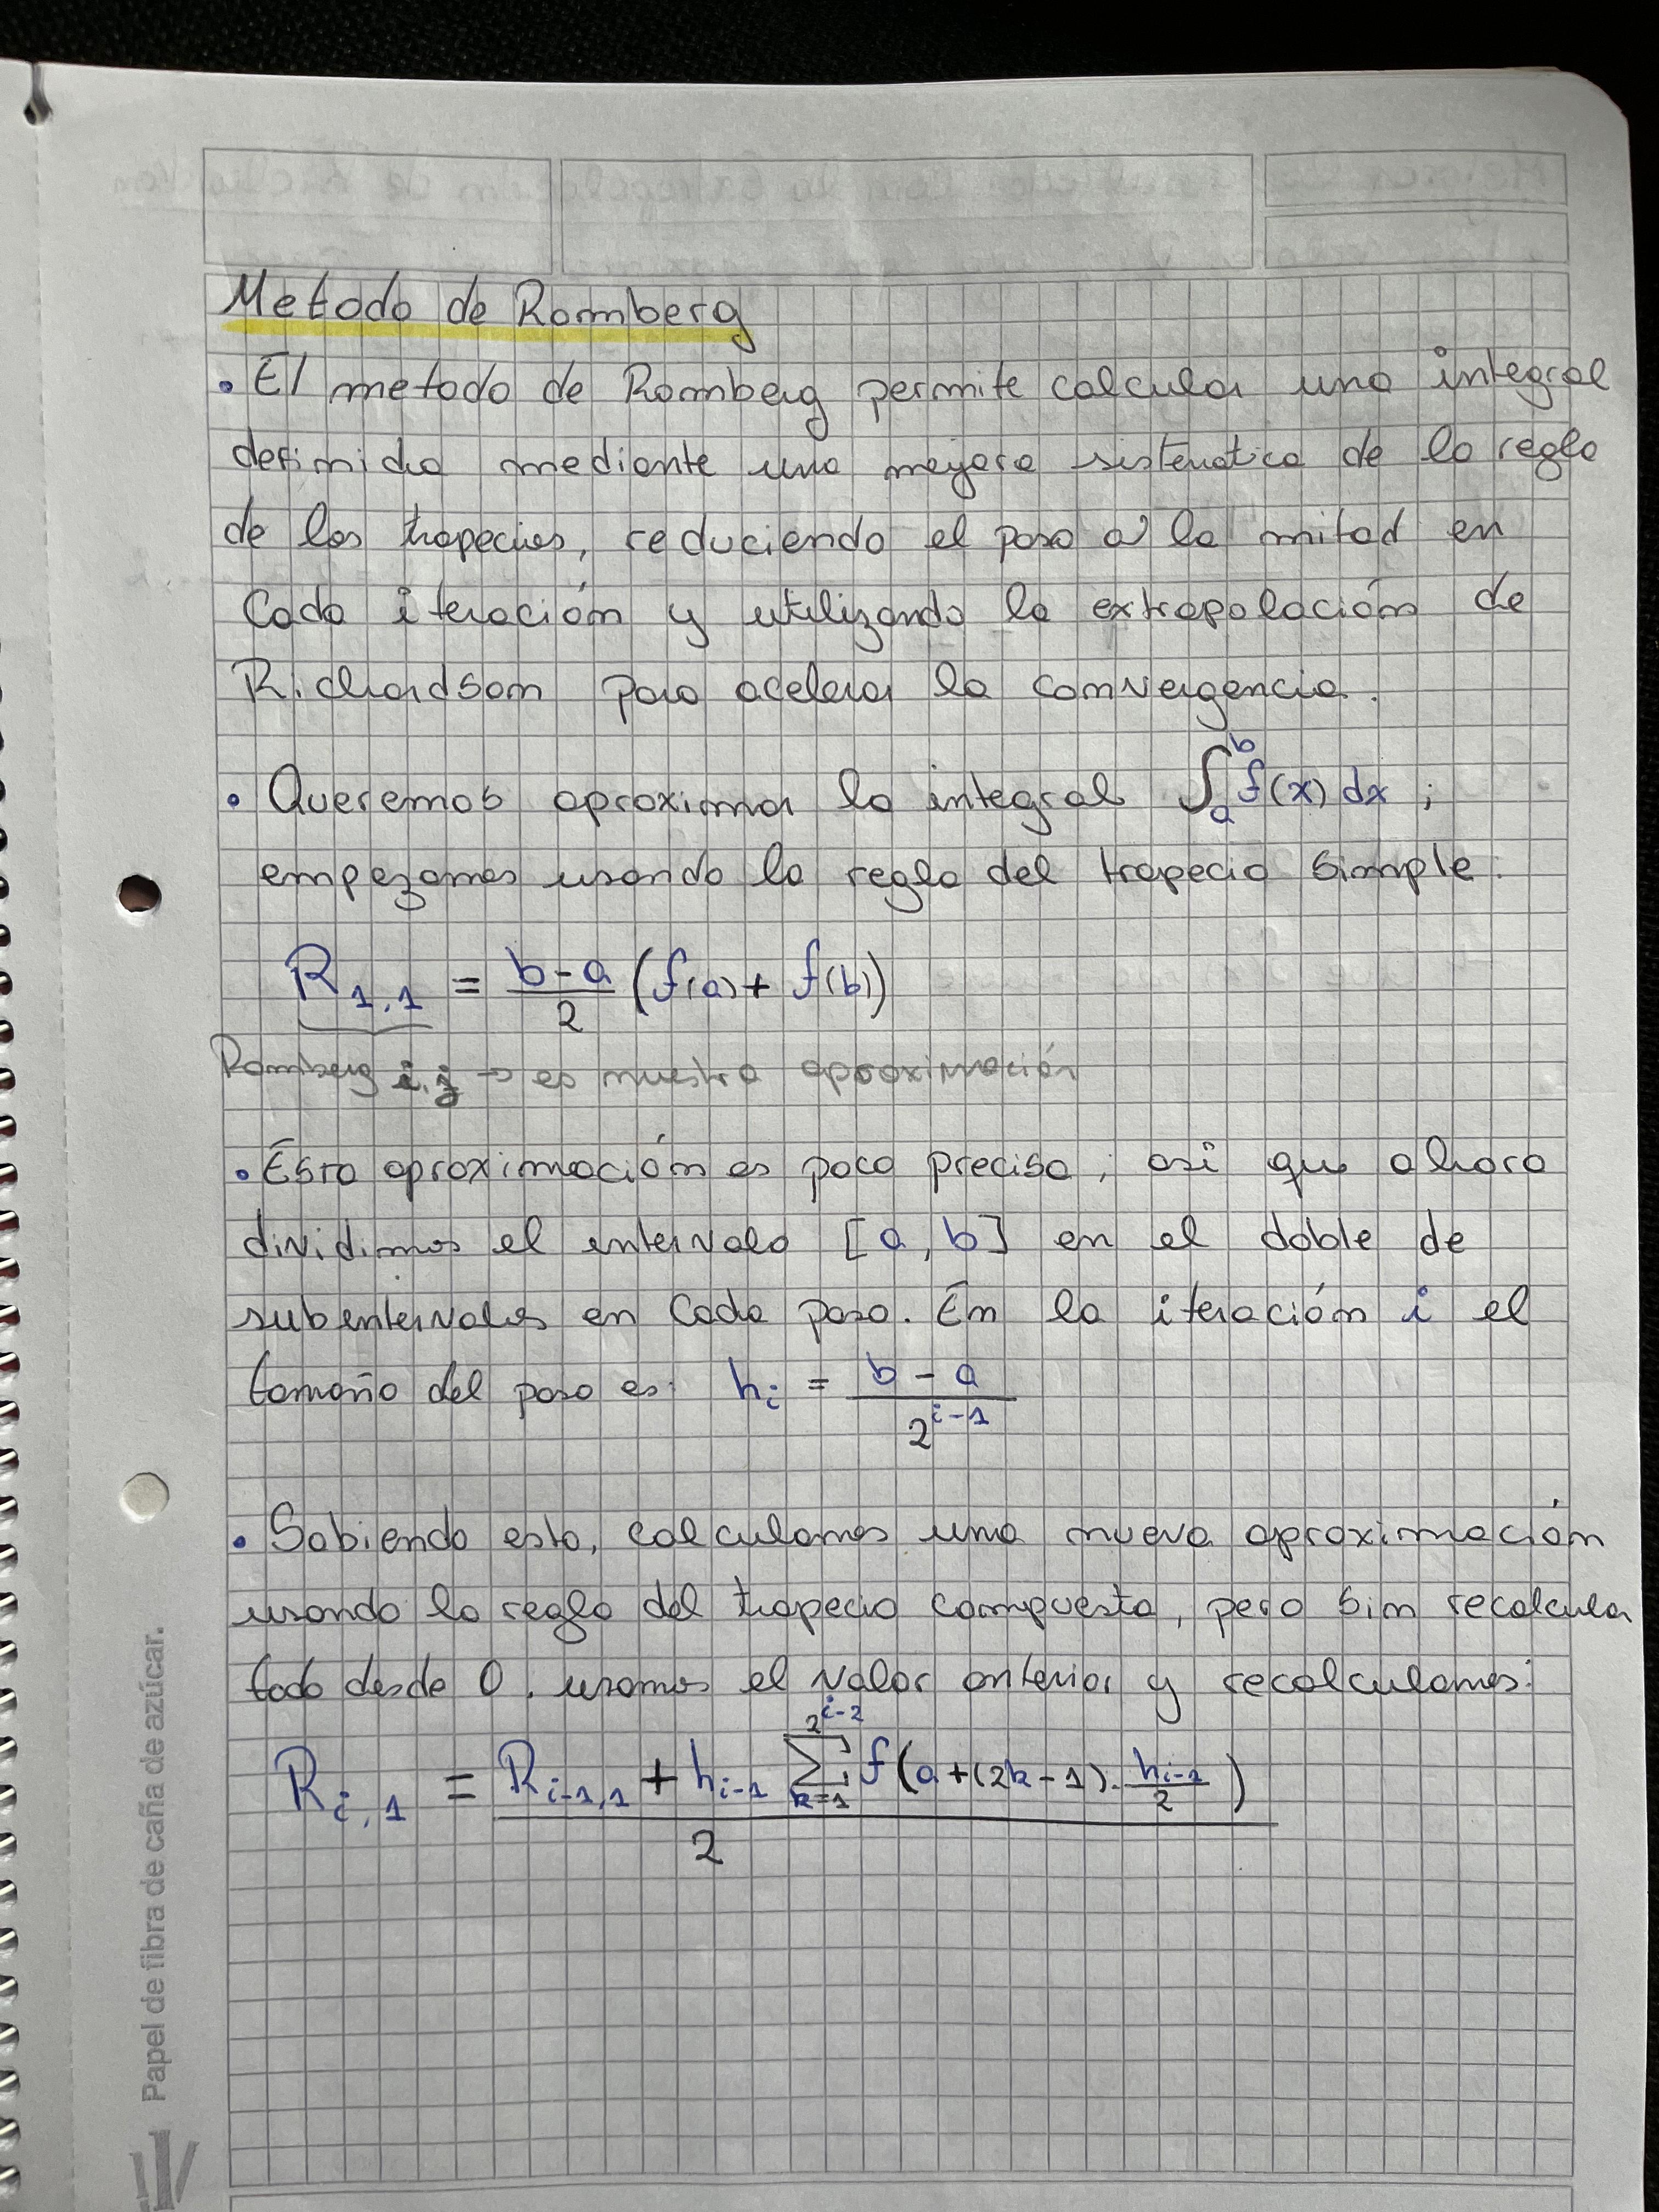 Metodo de Romberg
• El metodo de Romberg permite calcular una integral
definida mediante una mejora sistematica de la regla
de los trapecios, reduciendo el paso a la mitad en
Cada iteración y utilizando la extrapolación de
Richardson para acelerar la convergencia.
• Queremos aproximar la integral ∫_a^b f(x) dx ;
empezamos usando la regla del trapecio simple:
R_{1,1} = \frac{b-a}{2} (f(a) + f(b))
Romberg i,j → es nuestra aproximación
• Esta aproximación es poco precisa, asi que ahora
dividimos el intervalo [a, b] en el doble de
subintervalos en Cada paso. En la iteración i el
tamaño del paso es: h_i = \frac{b-a}{2^{i-1}}
• Sabiendo esto, calculamos una nueva aproximación
usando la regla del trapecio compuesta, pero sin recalcular
todo desde 0. usamos el valor anterior y recalculamos:
R_{i,1} = \frac{R_{i-1,1} + h_{i-1} \sum_{k=1}^{2^{i-2}} f(a+(2k-1)·\frac{h_{i-1}}{2})}{2}
Papel de fibra de caña de azúcar.